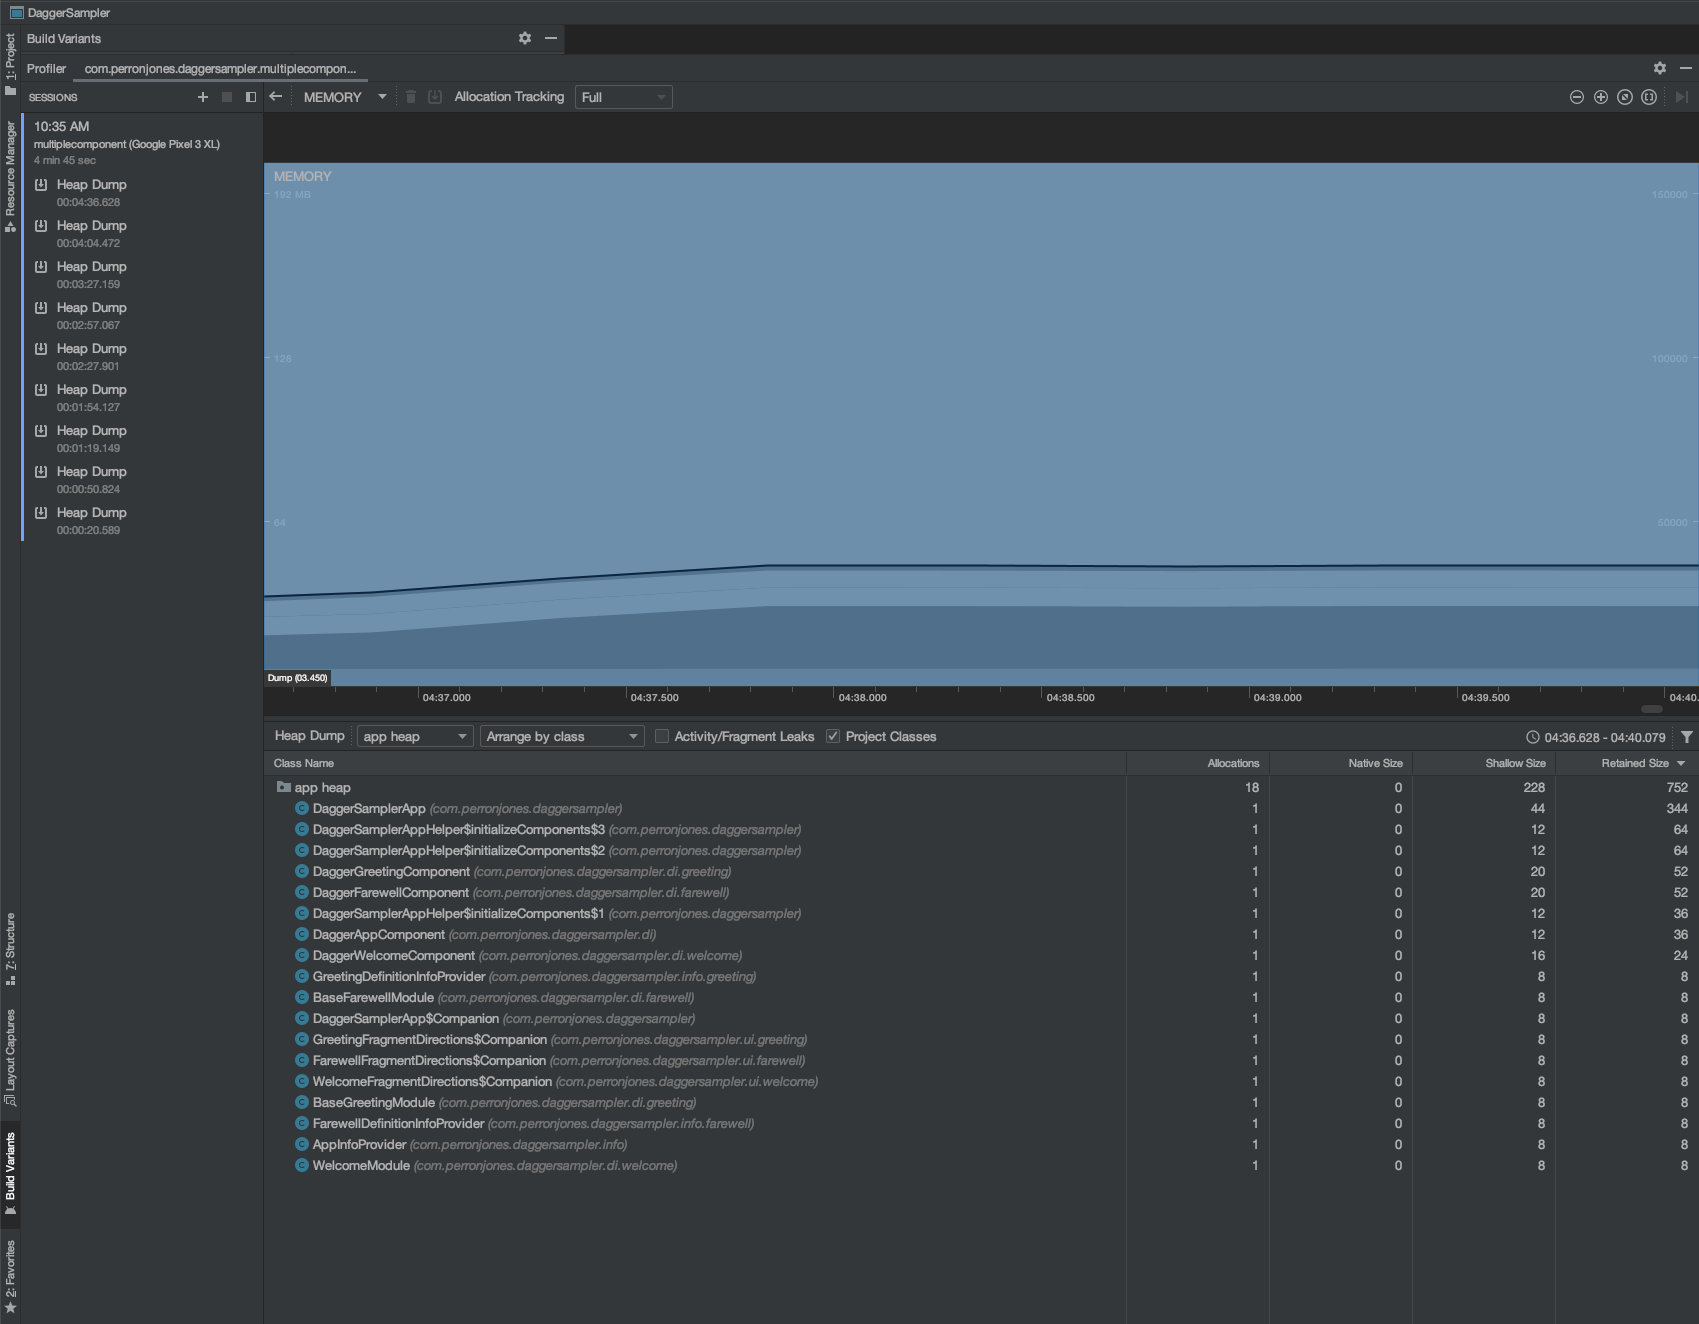 DaggerSampler
Build Variants
Profiler com.perronjones.daggersampler.multiplecompon...
SESSIONS
MEMORY Allocation Tracking Full
1: Project
Resource Manager
7: Structure
Layout Captures
Build Variants
2: Favorites
10:35 AM
multiplecomponent (Google Pixel 3 XL)
4 min 45 sec
Heap Dump
00:04:36.628
Heap Dump
00:04:04.472
Heap Dump
00:03:27.159
Heap Dump
00:02:57.067
Heap Dump
00:02:27.901
Heap Dump
00:01:54.127
Heap Dump
00:01:19.149
Heap Dump
00:00:50.824
Heap Dump
00:00:20.589
MEMORY
192 MB 150000
128 100000
64 50000
Dump (03.450)
04:37.000 04:37.500 04:38.000 04:38.500 04:39.000 04:39.500 04:40.
Heap Dump app heap Arrange by class Activity/Fragment Leaks Project Classes 04:36.628 - 04:40.079
Class Name Allocations Native Size Shallow Size Retained Size
app heap 18 0 228 752
DaggerSamplerApp (com.perronjones.daggersampler) 1 0 44 344
DaggerSamplerAppHelper$initializeComponents$3 (com.perronjones.daggersampler) 1 0 12 64
DaggerSamplerAppHelper$initializeComponents$2 (com.perronjones.daggersampler) 1 0 12 64
DaggerGreetingComponent (com.perronjones.daggersampler.di.greeting) 1 0 20 52
DaggerFarewellComponent (com.perronjones.daggersampler.di.farewell) 1 0 20 52
DaggerSamplerAppHelper$initializeComponents$1 (com.perronjones.daggersampler) 1 0 12 36
DaggerAppComponent (com.perronjones.daggersampler.di) 1 0 12 36
DaggerWelcomeComponent (com.perronjones.daggersampler.di.welcome) 1 0 16 24
GreetingDefinitionInfoProvider (com.perronjones.daggersampler.info.greeting) 1 0 8 8
BaseFarewellModule (com.perronjones.daggersampler.di.farewell) 1 0 8 8
DaggerSamplerApp$Companion (com.perronjones.daggersampler) 1 0 8 8
GreetingFragmentDirections$Companion (com.perronjones.daggersampler.ui.greeting) 1 0 8 8
FarewellFragmentDirections$Companion (com.perronjones.daggersampler.ui.farewell) 1 0 8 8
WelcomeFragmentDirections$Companion (com.perronjones.daggersampler.ui.welcome) 1 0 8 8
BaseGreetingModule (com.perronjones.daggersampler.di.greeting) 1 0 8 8
FarewellDefinitionInfoProvider (com.perronjones.daggersampler.info.farewell) 1 0 8 8
AppInfoProvider (com.perronjones.daggersampler.info) 1 0 8 8
WelcomeModule (com.perronjones.daggersampler.di.welcome) 1 0 8 8